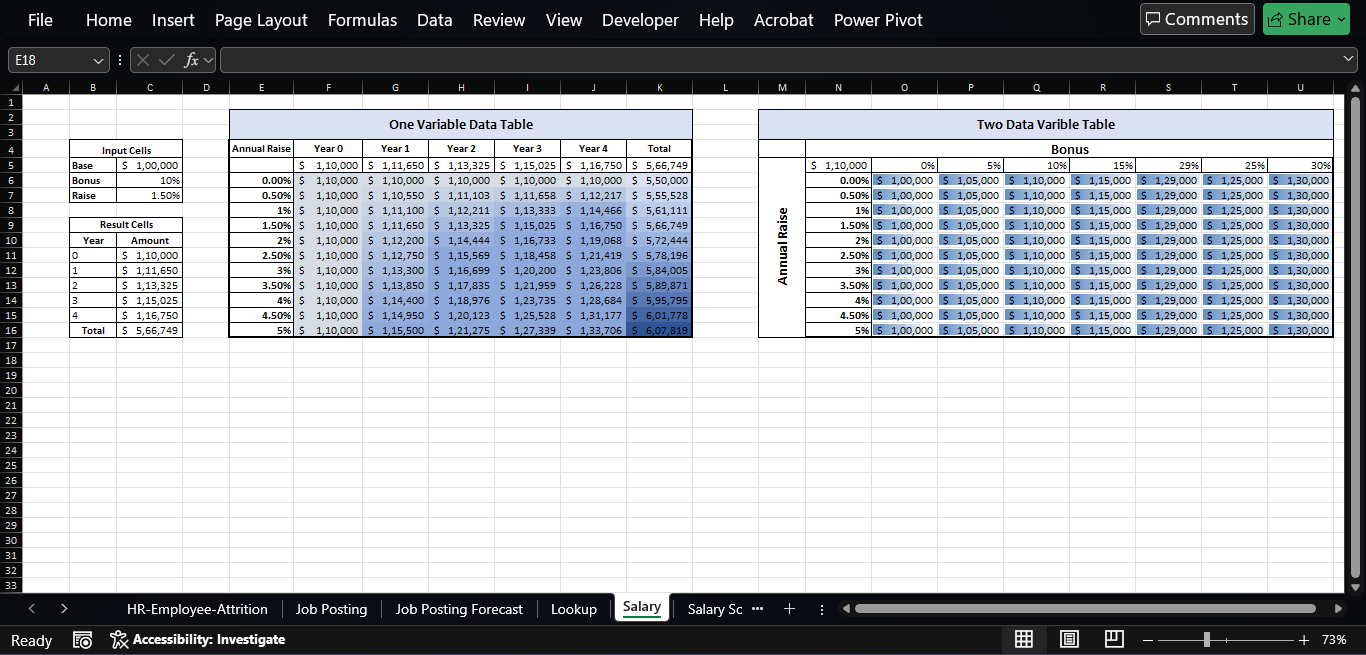 File Home Insert Page Layout Formulas Data Review View Developer Help Acrobat Power Pivot Comments Share
E18 fx
A B C D E F G H I J K L M N O P Q R S T U
1
2 One Variable Data Table Two Data Varible Table
3
4 Input Cells Annual Raise Year 0 Year 1 Year 2 Year 3 Year 4 Total Bonus
5 Base $ 1,00,000 $ 1,10,000 $ 1,11,650 $ 1,13,325 $ 1,15,025 $ 1,16,750 $ 5,66,749 $ 1,10,000 0% 5% 10% 15% 29% 25% 30%
6 Bonus 10% 0.00% $ 1,10,000 $ 1,10,000 $ 1,10,000 $ 1,10,000 $ 1,10,000 $ 5,50,000 0.00% $ 1,00,000 $ 1,05,000 $ 1,10,000 $ 1,15,000 $ 1,29,000 $ 1,25,000 $ 1,30,000
7 Raise 1.50% 0.50% $ 1,10,000 $ 1,10,550 $ 1,11,103 $ 1,11,658 $ 1,12,217 $ 5,55,528 0.50% $ 1,00,000 $ 1,05,000 $ 1,10,000 $ 1,15,000 $ 1,29,000 $ 1,25,000 $ 1,30,000
8 1% $ 1,10,000 $ 1,11,100 $ 1,12,211 $ 1,13,333 $ 1,14,466 $ 5,61,111 1% $ 1,00,000 $ 1,05,000 $ 1,10,000 $ 1,15,000 $ 1,29,000 $ 1,25,000 $ 1,30,000
9 Result Cells 1.50% $ 1,10,000 $ 1,11,650 $ 1,13,325 $ 1,15,025 $ 1,16,750 $ 5,66,749 1.50% $ 1,00,000 $ 1,05,000 $ 1,10,000 $ 1,15,000 $ 1,29,000 $ 1,25,000 $ 1,30,000
10 Year Amount 2% $ 1,10,000 $ 1,12,200 $ 1,14,444 $ 1,16,733 $ 1,19,068 $ 5,72,444 Annual Raise 2% $ 1,00,000 $ 1,05,000 $ 1,10,000 $ 1,15,000 $ 1,29,000 $ 1,25,000 $ 1,30,000
11 0 $ 1,10,000 2.50% $ 1,10,000 $ 1,12,750 $ 1,15,569 $ 1,18,458 $ 1,21,419 $ 5,78,196 2.50% $ 1,00,000 $ 1,05,000 $ 1,10,000 $ 1,15,000 $ 1,29,000 $ 1,25,000 $ 1,30,000
12 1 $ 1,11,650 3% $ 1,10,000 $ 1,13,300 $ 1,16,699 $ 1,20,200 $ 1,23,806 $ 5,84,005 3% $ 1,00,000 $ 1,05,000 $ 1,10,000 $ 1,15,000 $ 1,29,000 $ 1,25,000 $ 1,30,000
13 2 $ 1,13,325 3.50% $ 1,10,000 $ 1,13,850 $ 1,17,835 $ 1,21,959 $ 1,26,228 $ 5,89,871 3.50% $ 1,00,000 $ 1,05,000 $ 1,10,000 $ 1,15,000 $ 1,29,000 $ 1,25,000 $ 1,30,000
14 3 $ 1,15,025 4% $ 1,10,000 $ 1,14,400 $ 1,18,976 $ 1,23,735 $ 1,28,684 $ 5,95,795 4% $ 1,00,000 $ 1,05,000 $ 1,10,000 $ 1,15,000 $ 1,29,000 $ 1,25,000 $ 1,30,000
15 4 $ 1,16,750 4.50% $ 1,10,000 $ 1,14,950 $ 1,20,123 $ 1,25,528 $ 1,31,177 $ 6,01,778 4.50% $ 1,00,000 $ 1,05,000 $ 1,10,000 $ 1,15,000 $ 1,29,000 $ 1,25,000 $ 1,30,000
16 Total $ 5,66,749 5% $ 1,10,000 $ 1,15,500 $ 1,21,275 $ 1,27,339 $ 1,33,706 $ 6,07,819 5% $ 1,00,000 $ 1,05,000 $ 1,10,000 $ 1,15,000 $ 1,29,000 $ 1,25,000 $ 1,30,000
17
18
19
20
21
22
23
24
25
26
27
28
29
30
31
32
33
HR-Employee-Attrition Job Posting Job Posting Forecast Lookup Salary Salary Sc ...
Ready Accessibility: Investigate 73%